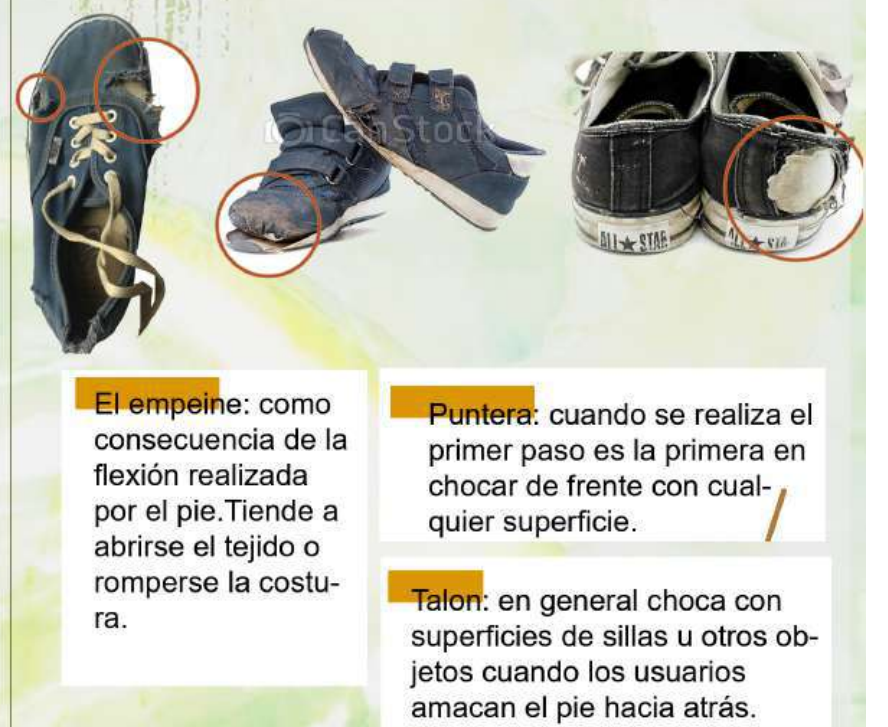 CanStock
ALL★STAR
ALL★STA
El empeine: como
consecuencia de la
flexión realizada
por el pie.Tiende a
abrirse el tejido o
romperse la costu-
ra.
Puntera: cuando se realiza el
primer paso es la primera en
chocar de frente con cual-
quier superficie.
Talon: en general choca con
superficies de sillas u otros ob-
jetos cuando los usuarios
amacan el pie hacia atrás.